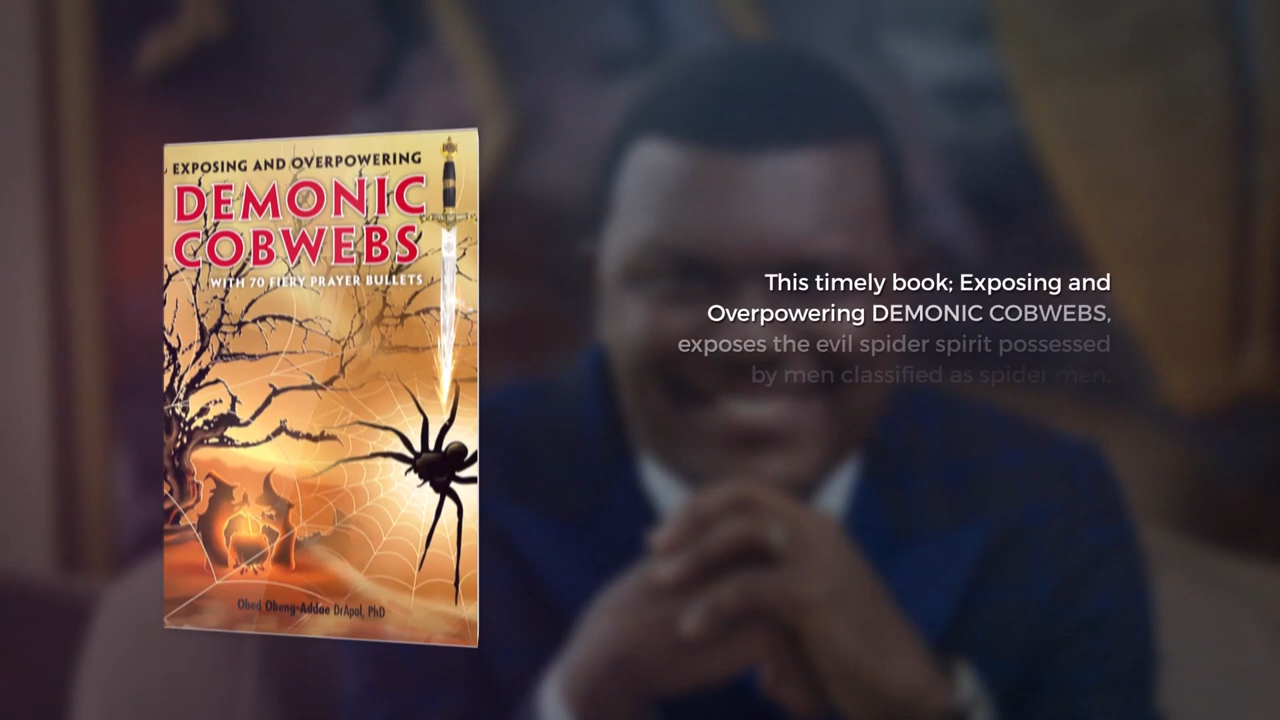 EXPOSING AND OVERPOWERING
DEMONIC
COBWEBS
WITH 70 FIERY PRAYER BULLETS
Obed Obeng-Addae DrApol, PhD
This timely book; Exposing and
Overpowering DEMONIC COBWEBS,
exposes the evil spider spirit possessed
by men classified as spider men.